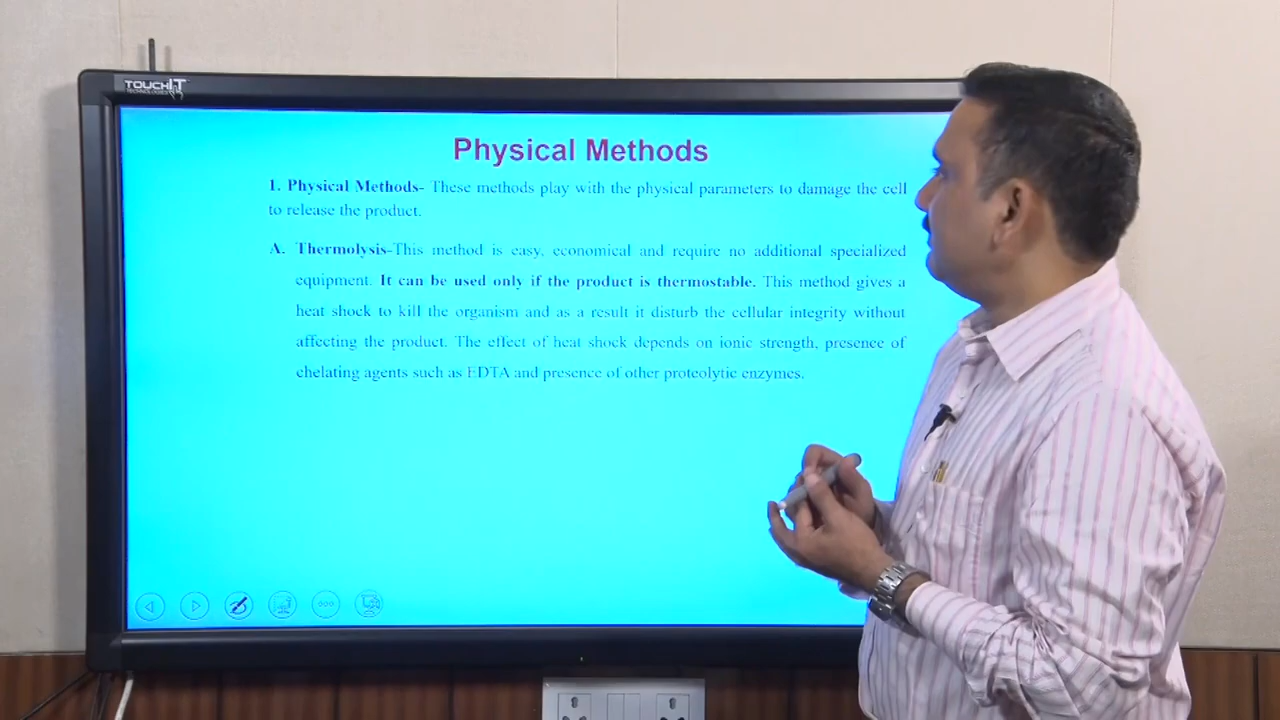 TOUCHIT
TECHNOLOGIES
Physical Methods
1. Physical Methods- These methods play with the physical parameters to damage the cell
to release the product.
A. Thermolysis-This method is easy, economical and require no additional specialized
equipment. It can be used only if the product is thermostable. This method gives a
heat shock to kill the organism and as a result it disturb the cellular integrity without
affecting the product. The effect of heat shock depends on ionic strength, presence of
chelating agents such as EDTA and presence of other proteolytic enzymes.